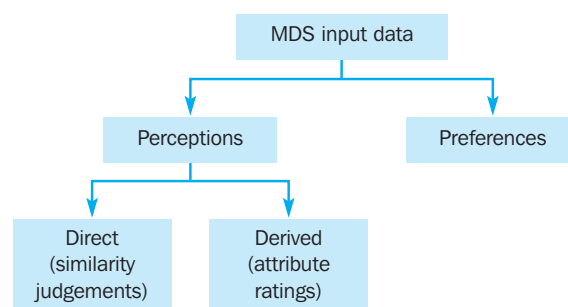 MDS input data
Perceptions
Preferences
Direct
(similarity
judgements)
Derived
(attribute
ratings)